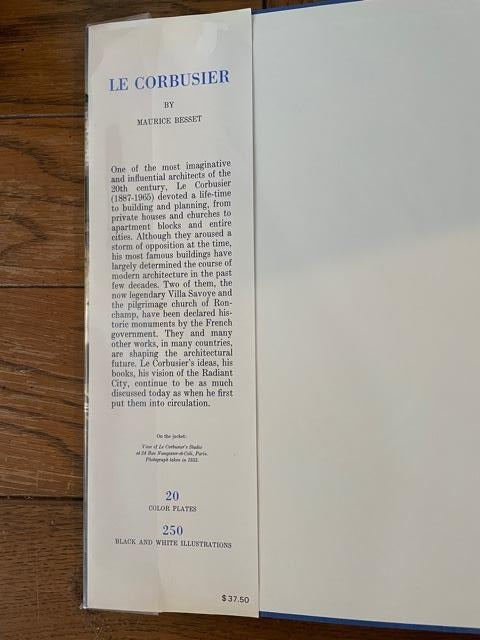 LE CORBUSIER
BY
MAURICE BESSET
One of the most imaginative
and influential architects of the
20th century, Le Corbusier
(1887-1965) devoted a life-time
to building and planning, from
private houses and churches to
apartment blocks and entire
cities. Although they aroused a
storm of opposition at the time,
his most famous buildings have
largely determined the course of
modern architecture in the past
few decades. Two of them, the
now legendary Villa Savoye and
the pilgrimage church of Ron-
champ, have been declared his-
toric monuments by the French
government. They and many
other works, in many countries,
are shaping the architectural
future. Le Corbusier's ideas, his
books, his vision of the Radiant
City, continue to be as much
discussed today as when he first
put them into circulation.
On the jacket:
View of Le Corbusier's Studio
at 24 Rue Nungesser-et-Coli, Paris.
Photograph taken in
20
COLOR PLATES
250
BLACK AND WHITE ILLUSTRATIONS
$37.50